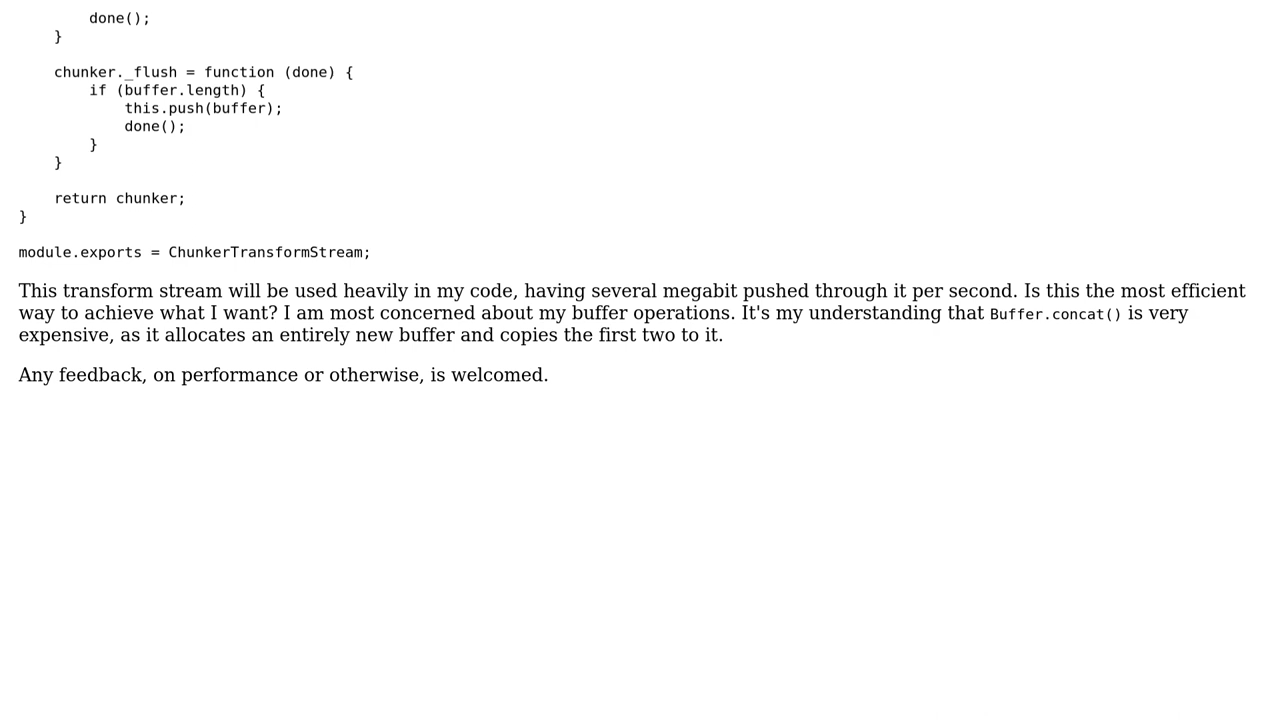 done();
    }

    chunker._flush = function (done) {
        if (buffer.length) {
            this.push(buffer);
            done();
        }
    }

    return chunker;
}

module.exports = ChunkerTransformStream;
This transform stream will be used heavily in my code, having several megabit pushed through it per second. Is this the most efficient
way to achieve what I want? I am most concerned about my buffer operations. It's my understanding that Buffer.concat() is very
expensive, as it allocates an entirely new buffer and copies the first two to it.
Any feedback, on performance or otherwise, is welcomed.